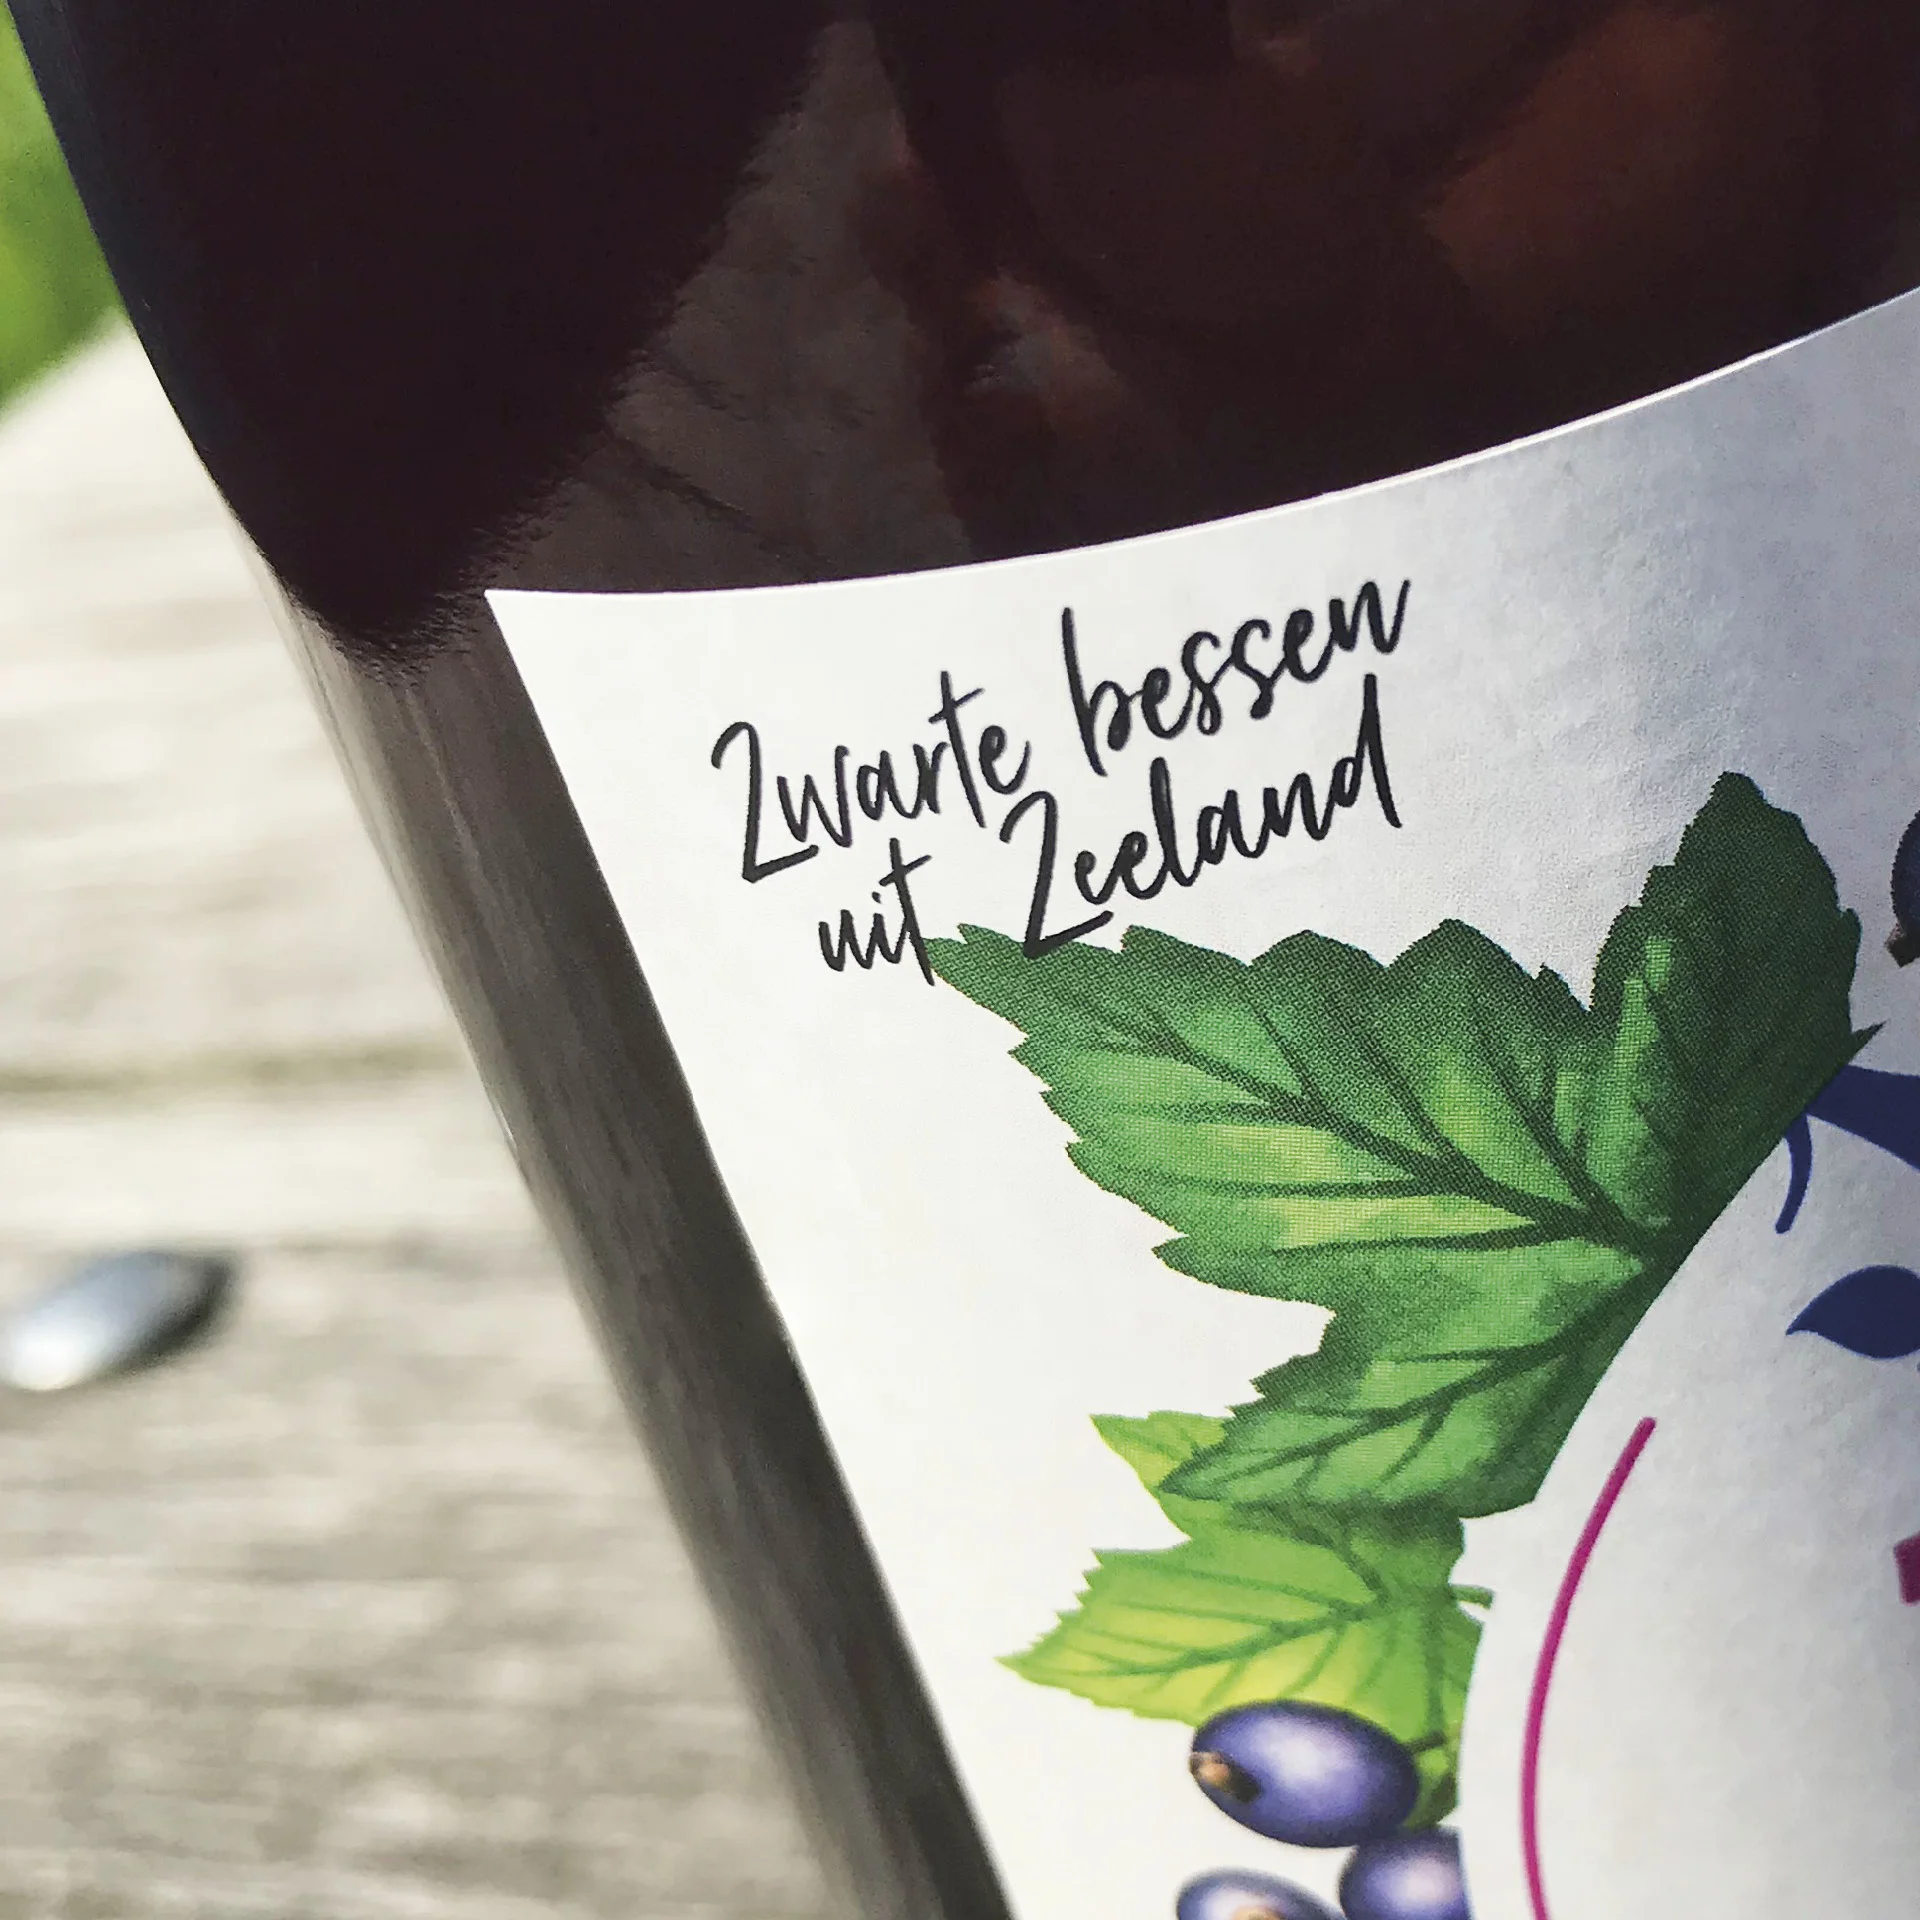 Zwarte bessen
uit Zeeland